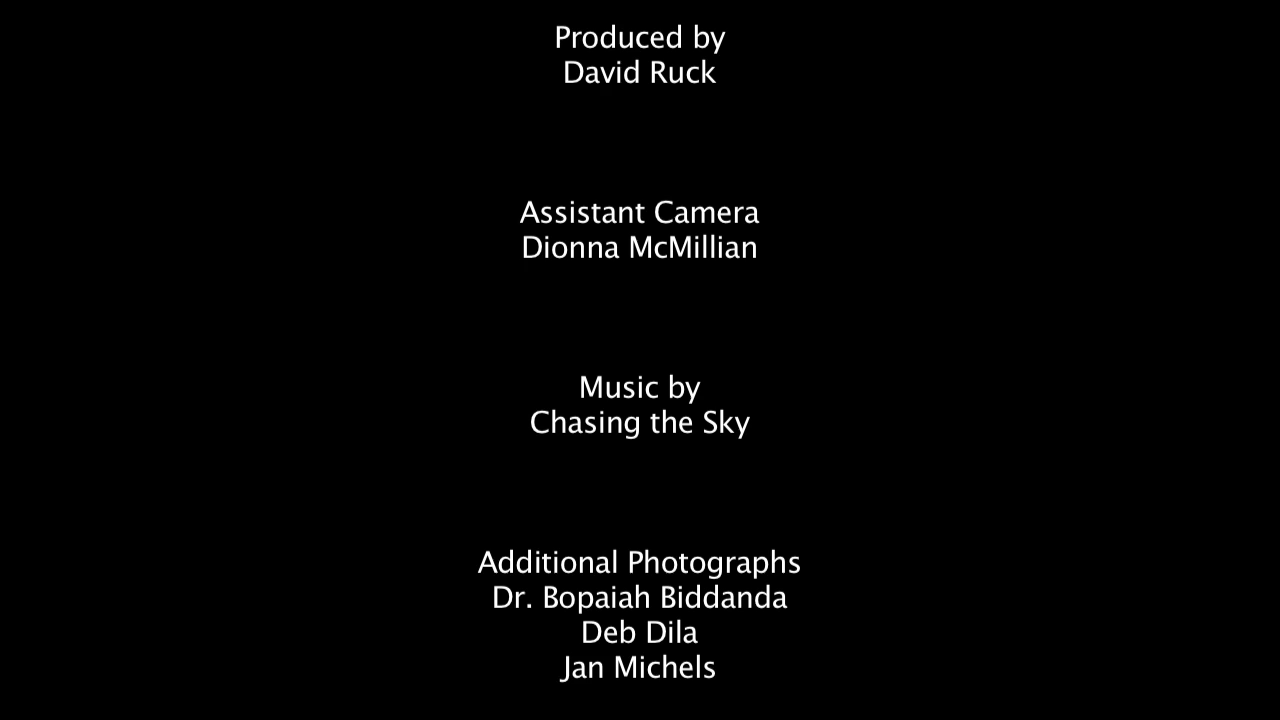 Produced by
David Ruck
Assistant Camera
Dionna McMillian
Music by
Chasing the Sky
Additional Photographs
Dr. Bopaiah Biddanda
Deb Dila
Jan Michels